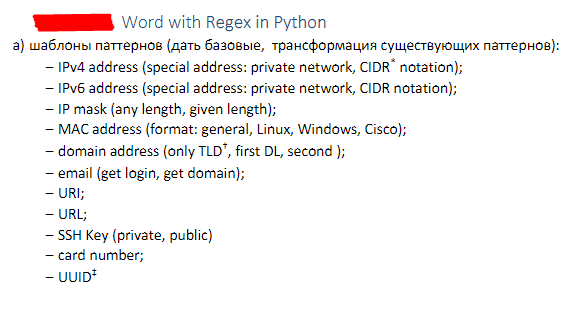 Word with Regex in Python
а) шаблоны паттернов (дать базовые, трансформация существующих паттернов):
– IPv4 address (special address: private network, CIDR* notation);
– IPv6 address (special address: private network, CIDR notation);
– IP mask (any length, given length);
– MAC address (format: general, Linux, Windows, Cisco);
– domain address (only TLD†, first DL, second );
– email (get login, get domain);
– URI;
– URL;
– SSH Key (private, public)
– card number;
– UUID‡